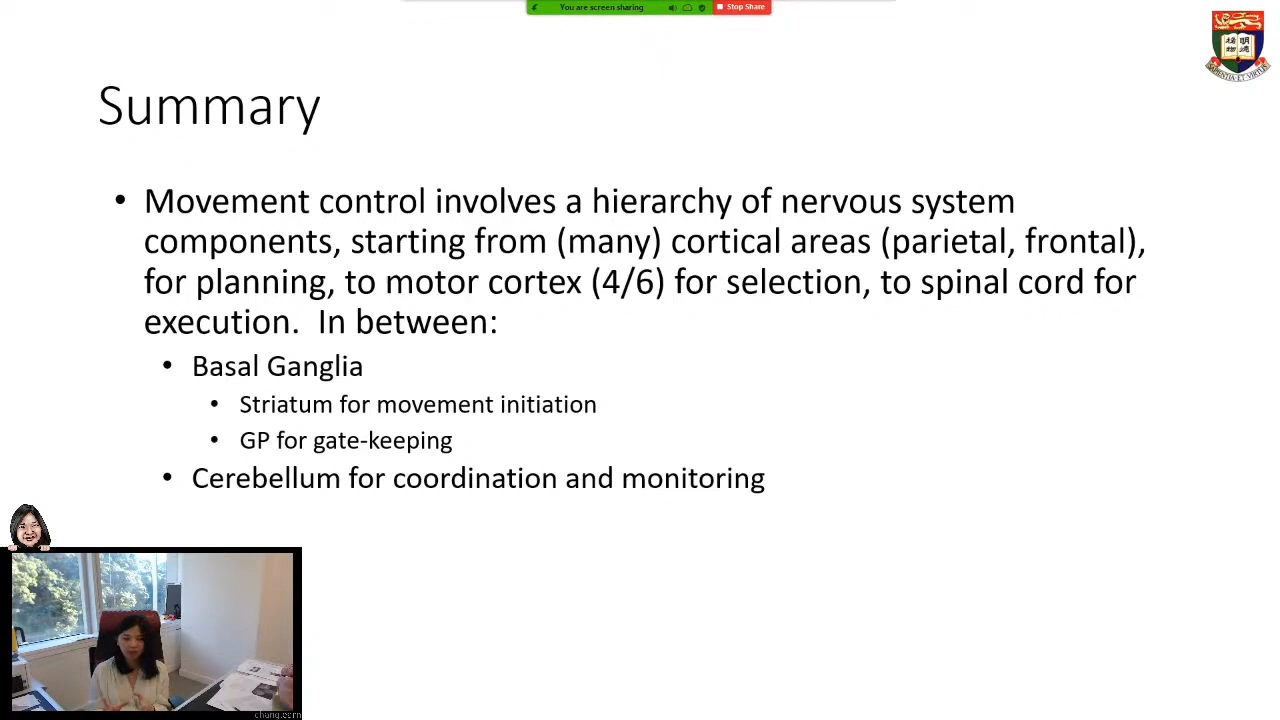 You are screen sharing
Stop Share
Summary
• Movement control involves a hierarchy of nervous system
components, starting from (many) cortical areas (parietal, frontal),
for planning, to motor cortex (4/6) for selection, to spinal cord for
execution.  In between:
• Basal Ganglia
• Striatum for movement initiation
• GP for gate-keeping
• Cerebellum for coordination and monitoring